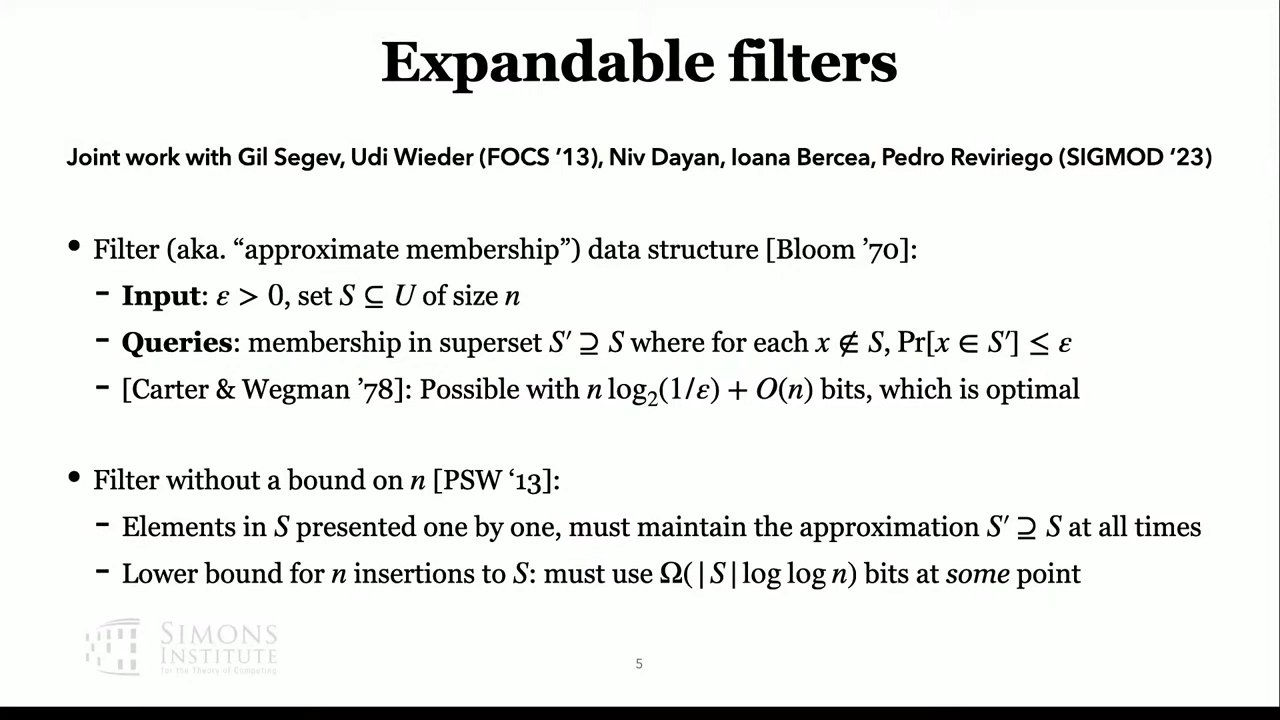 Expandable filters
Joint work with Gil Segev, Udi Wieder (FOCS ’13), Niv Dayan, Ioana Bercea, Pedro Reviriego (SIGMOD ’23)
• Filter (aka. “approximate membership”) data structure [Bloom ’70]:
– Input: ε > 0, set S ⊆ U of size n
– Queries: membership in superset S′ ⊇ S where for each x ∉ S, Pr[x ∈ S′] ≤ ε
– [Carter & Wegman ’78]: Possible with n log₂(1/ε) + O(n) bits, which is optimal
• Filter without a bound on n [PSW ‘13]:
– Elements in S presented one by one, must maintain the approximation S′ ⊇ S at all times
– Lower bound for n insertions to S: must use Ω(|S| log log n) bits at some point
SIMONS
INSTITUTE
for the Theory of Computing
5